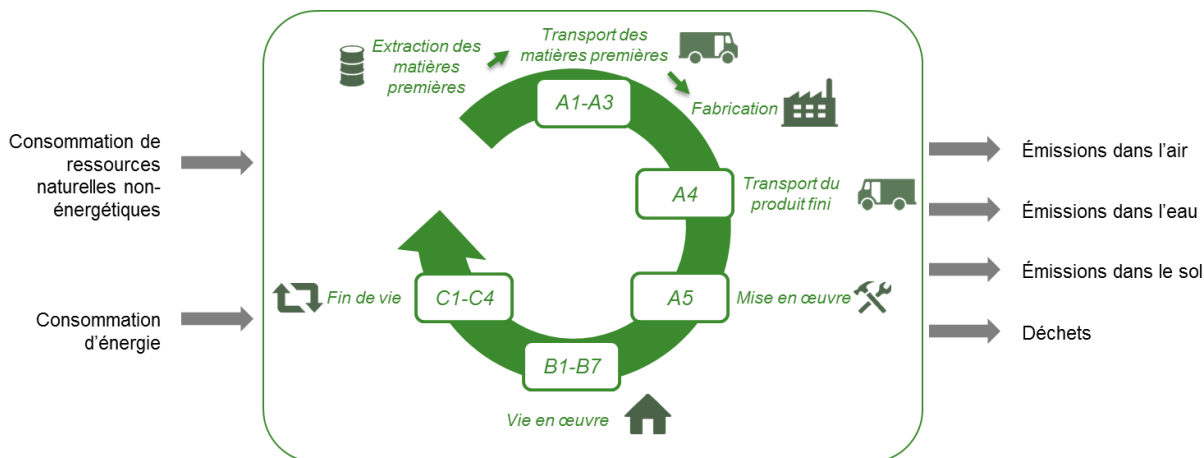 Extraction des
matières
premières
Transport des
matières premières
Fabrication
A1-A3
Consommation de
ressources
naturelles non-
énergétiques
A4
Transport du
produit fini
Émissions dans l'air
Émissions dans l'eau
Émissions dans le sol
Déchets
Fin de vie
C1-C4
A5
Mise en œuvre
Consommation
d'énergie
B1-B7
Vie en œuvre